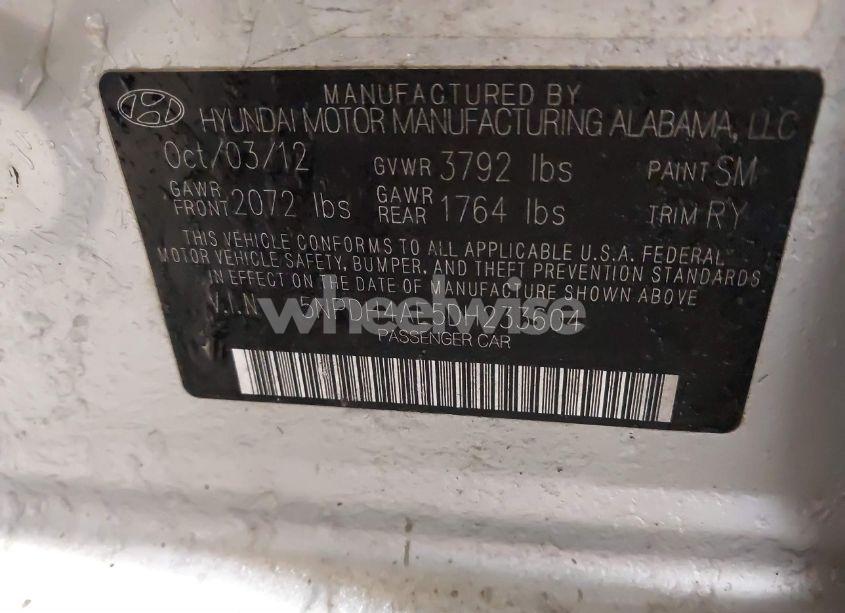 MANUFACTURED BY
HYUNDAI MOTOR MANUFACTURING ALABAMA, LLC
Oct/03/12 GVWR 3792 lbs PAINT SM
GAWR FRONT 2072 lbs GAWR REAR 1764 lbs TRIM RY
THIS VEHICLE CONFORMS TO ALL APPLICABLE U.S.A. FEDERAL
MOTOR VEHICLE SAFETY, BUMPER, AND THEFT PREVENTION STANDARDS
IN EFFECT ON THE DATE OF MANUFACTURE SHOWN ABOVE.
V.I.N
wheelwise
PASSENGER CAR